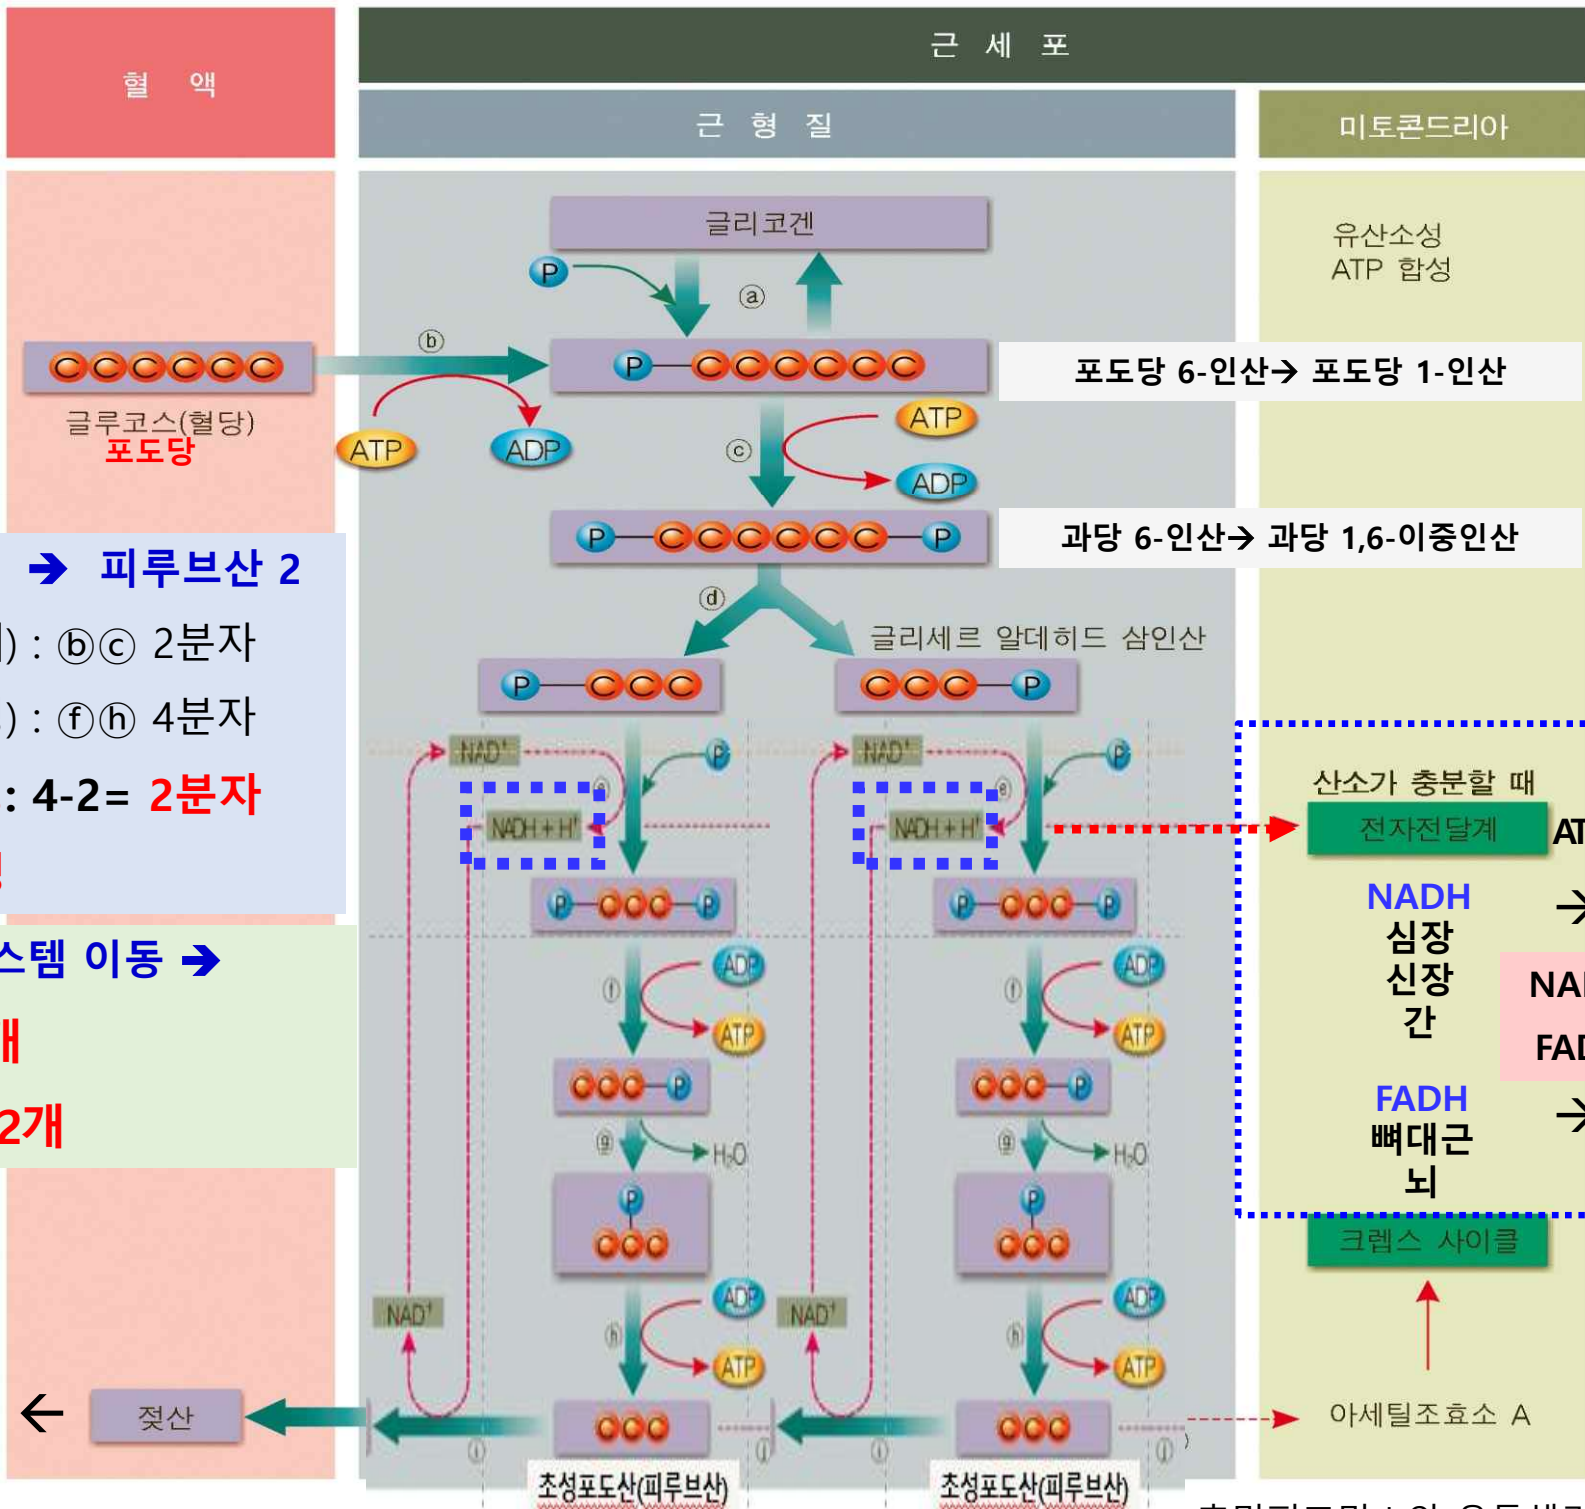 혈 액
근 세 포
근 형 질
미토콘드리아
글리코겐
유산소성
ATP 합성
P
ⓐ
ⓑ
C C C C C C
P C C C C C C
포도당 6-인산→ 포도당 1-인산
글루코스(혈당)
포도당
ATP
ADP
ⓒ
ATP
ADP
P C C C C C C P
과당 6-인산→ 과당 1,6-이중인산
→ 피루브산 2
) : ⓑⓒ 2분자
) : ⓕⓗ 4분자
: 4-2= 2분자
ⓓ
글리세르 알데히드 삼인산
P C C C
C C C P
NAD⁺
P
NAD⁺
P
ⓔ
ⓔ
NADH + H⁺
NADH + H⁺
산소가 충분할 때
전자전달계
P C C C P
P C C C P
NADH
심장
신장
간
→
스템 이동 →
개
2개
ADP
ⓕ
ATP
ADP
ⓕ
ATP
C C C P
C C C P
FADH
뼈대근
뇌
→
ⓖ
H₂O
ⓖ
H₂O
P
C C C
P
C C C
크렙스 사이클
NAD⁺
ADP
ⓗ
ATP
NAD⁺
ADP
ⓗ
ATP
←
젖산
C C C
C C C
아세틸조효소 A
ⓘ
ⓙ
ⓘ
ⓙ
초성포도산(피루브산)
초성포도산(피루브산)